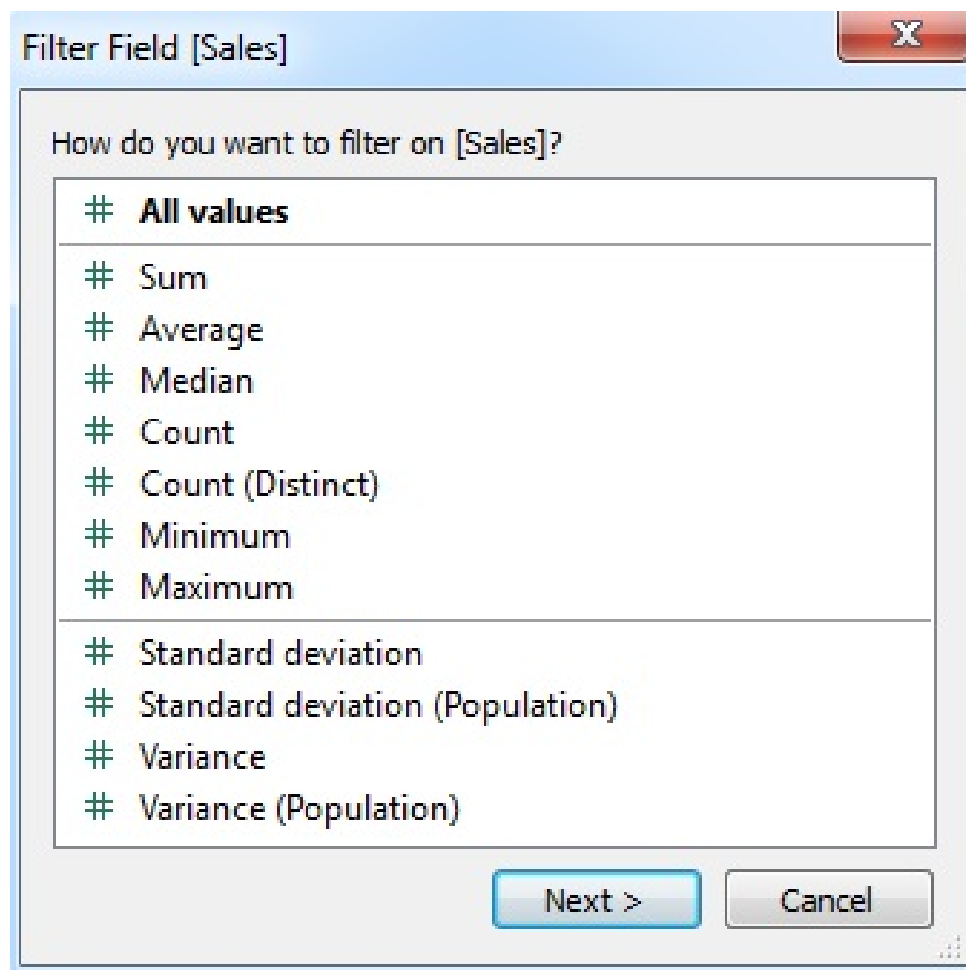 Filter Field [Sales]
How do you want to filter on [Sales]?
# All values
# Sum
# Average
# Median
# Count
# Count (Distinct)
# Minimum
# Maximum
# Standard deviation
# Standard deviation (Population)
# Variance
# Variance (Population)
Next > Cancel